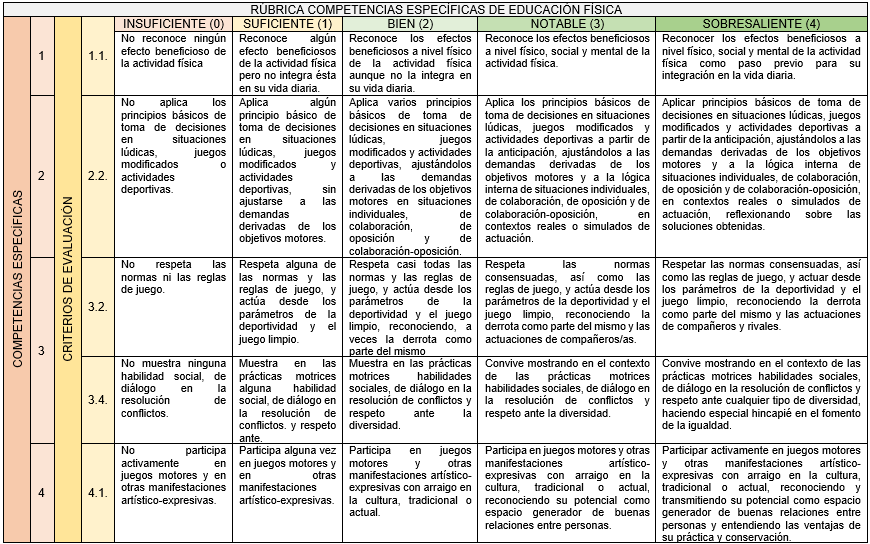 RÚBRICA COMPETENCIAS ESPECÍFICAS DE EDUCACIÓN FÍSICA
INSUFICIENTE (0)
SUFICIENTE (1)
BIEN (2)
NOTABLE (3)
SOBRESALIENTE (4)
COMPETENCIAS ESPECÍFICAS
CRITERIOS DE EVALUACIÓN
1
1.1.
No reconoce ningún
efecto beneficioso de
la actividad física
Reconoce algún
efecto beneficiosos
de la actividad física
pero no integra ésta
en su vida diaria.
Reconoce los efectos
beneficiosos a nivel físico
de la actividad física
aunque no la integra en
su vida diaria.
Reconoce los efectos beneficiosos
a nivel físico, social y mental de la
actividad física.
Reconocer los efectos beneficiosos a
nivel físico, social y mental de la actividad
física como paso previo para su
integración en la vida diaria.
2
2.2.
No aplica los
principios básicos de
toma de decisiones
en situaciones
lúdicas, juegos
modificados o
actividades
deportivas.
Aplica algún
principio básico de
toma de decisiones
en situaciones
lúdicas, juegos
modificados y
actividades
deportivas, sin
ajustarse a las
demandas
derivadas de los
objetivos motores.
Aplica varios principios
básicos de toma de
decisiones en situaciones
lúdicas, juegos
modificados y actividades
deportivas, ajustándolos
a las demandas
derivadas de los objetivos
motores en situaciones
individuales, de
colaboración, de
oposición y de
colaboración-oposición.
Aplica los principios básicos de
toma de decisiones en situaciones
lúdicas, juegos modificados y
actividades deportivas a partir de
la anticipación, ajustándolos a las
demandas derivadas de los
objetivos motores y a la lógica
interna de situaciones individuales,
de colaboración, de oposición y de
colaboración-oposición, en
contextos reales o simulados de
actuación.
Aplicar principios básicos de toma de
decisiones en situaciones lúdicas, juegos
modificados y actividades deportivas a
partir de la anticipación, ajustándolos a las
demandas derivadas de los objetivos
motores y a la lógica interna de
situaciones individuales, de colaboración,
de oposición y de colaboración-oposición,
en contextos reales o simulados de
actuación, reflexionando sobre las
soluciones obtenidas.
3
3.2.
No respeta las
normas ni las reglas
de juego.
Respeta alguna de
las normas y las
reglas de juego, y
actúa desde los
parámetros de la
deportividad y el
juego limpio.
Respeta casi todas las
normas y las reglas de
juego, y actúa desde los
parámetros de la
deportividad y el juego
limpio, reconociendo, a
veces la derrota como
parte del mismo
Respeta las normas
consensuadas, así como las
reglas de juego, y actúa desde los
parámetros de la deportividad y el
juego limpio, reconociendo la
derrota como parte del mismo y las
actuaciones de compañeros/as.
Respetar las normas consensuadas, así
como las reglas de juego, y actuar desde
los parámetros de la deportividad y el
juego limpio, reconociendo la derrota
como parte del mismo y las actuaciones
de compañeros y rivales.
3.4.
No muestra ninguna
habilidad social, de
diálogo en la
resolución de
conflictos.
Muestra en las
prácticas motrices
alguna habilidad
social, de diálogo en
la resolución de
conflictos. y respeto
ante.
Muestra en las prácticas
motrices habilidades
sociales, de diálogo en la
resolución de conflictos y
respeto ante la
diversidad.
Convive mostrando en el contexto
de las prácticas motrices
habilidades sociales, de diálogo en
la resolución de conflictos y
respeto ante la diversidad.
Convive mostrando en el contexto de las
prácticas motrices habilidades sociales,
de diálogo en la resolución de conflictos y
respeto ante cualquier tipo de diversidad,
haciendo especial hincapié en el fomento
de la igualdad.
4
4.1.
No participa
activamente en
juegos motores y en
otras manifestaciones
artístico-expresivas.
Participa alguna vez
en juegos motores y
en otras
manifestaciones
artístico-expresivas.
Participa en juegos
motores y otras
manifestaciones artístico-
expresivas con arraigo en
la cultura, tradicional o
actual.
Participa en juegos motores y otras
manifestaciones artístico-
expresivas con arraigo en la
cultura, tradicional o actual,
reconociendo su potencial como
espacio generador de buenas
relaciones entre personas.
Participar activamente en juegos motores
y otras manifestaciones artístico-
expresivas con arraigo en la cultura,
tradicional o actual, reconociendo y
transmitiendo su potencial como espacio
generador de buenas relaciones entre
personas y entendiendo las ventajas de
su práctica y conservación.